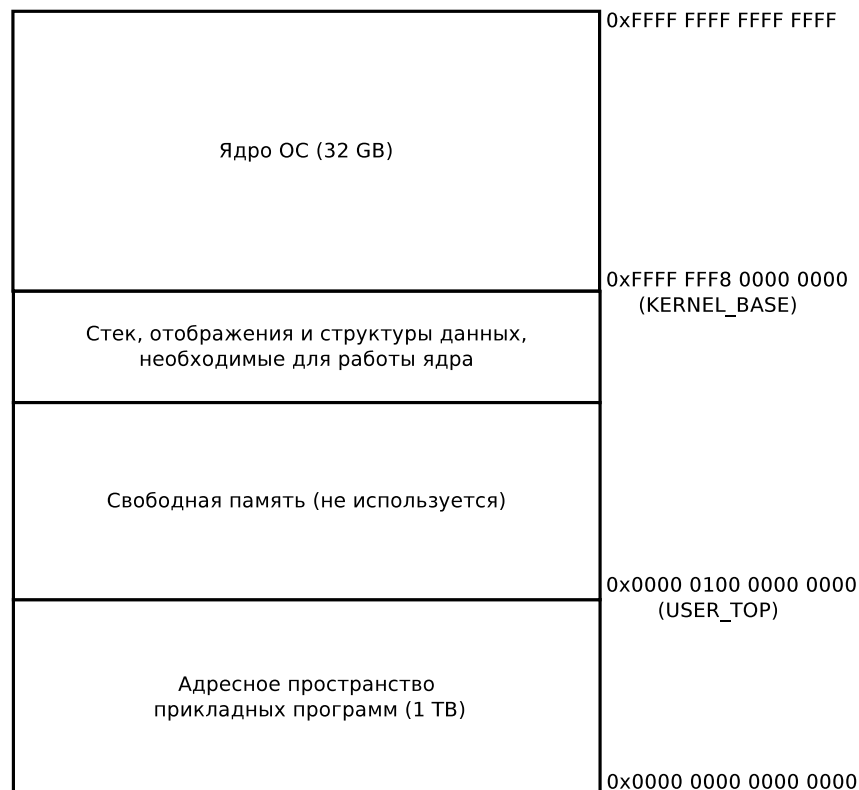 0xFFFF FFFF FFFF FFFF
Ядро ОС (32 GB)
0xFFFF FFF8 0000 0000
(KERNEL_BASE)
Стек, отображения и структуры данных,
необходимые для работы ядра
Свободная память (не используется)
0x0000 0100 0000 0000
(USER_TOP)
Адресное пространство
прикладных программ (1 TB)
0x0000 0000 0000 0000